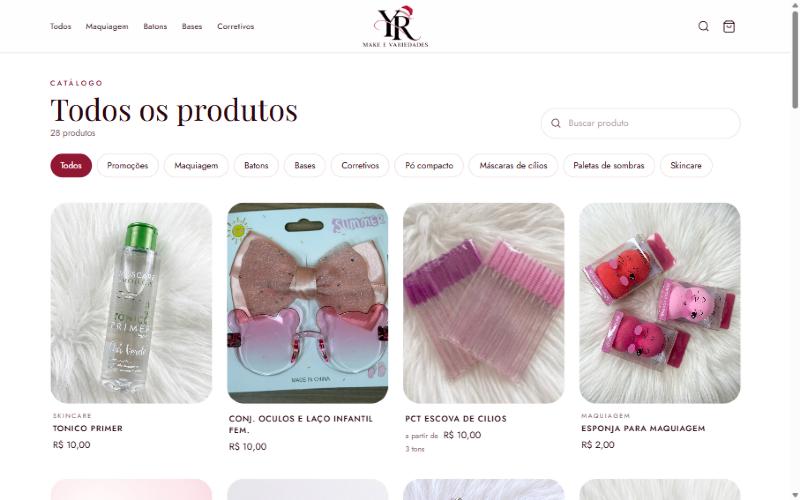 Todos Maquiagem Batons Bases Corretivos
YR
MAKE E VARIEDADES
CATÁLOGO
Todos os produtos
28 produtos
Buscar produto
Todos Promoções Maquiagem Batons Bases Corretivos Pó compacto Máscaras de cílios Paletas de sombras Skincare
TONICO
PRIMER
SUMMER
MADE IN CHINA
SKINCARE
TONICO PRIMER
R$ 10,00
CONJ. OCULOS E LAÇO INFANTIL
FEM.
R$ 10,00
PCT ESCOVA DE CILIOS
a partir de R$ 10,00
3 tons
MAQUIAGEM
ESPONJA PARA MAQUIAGEM
R$ 2,00